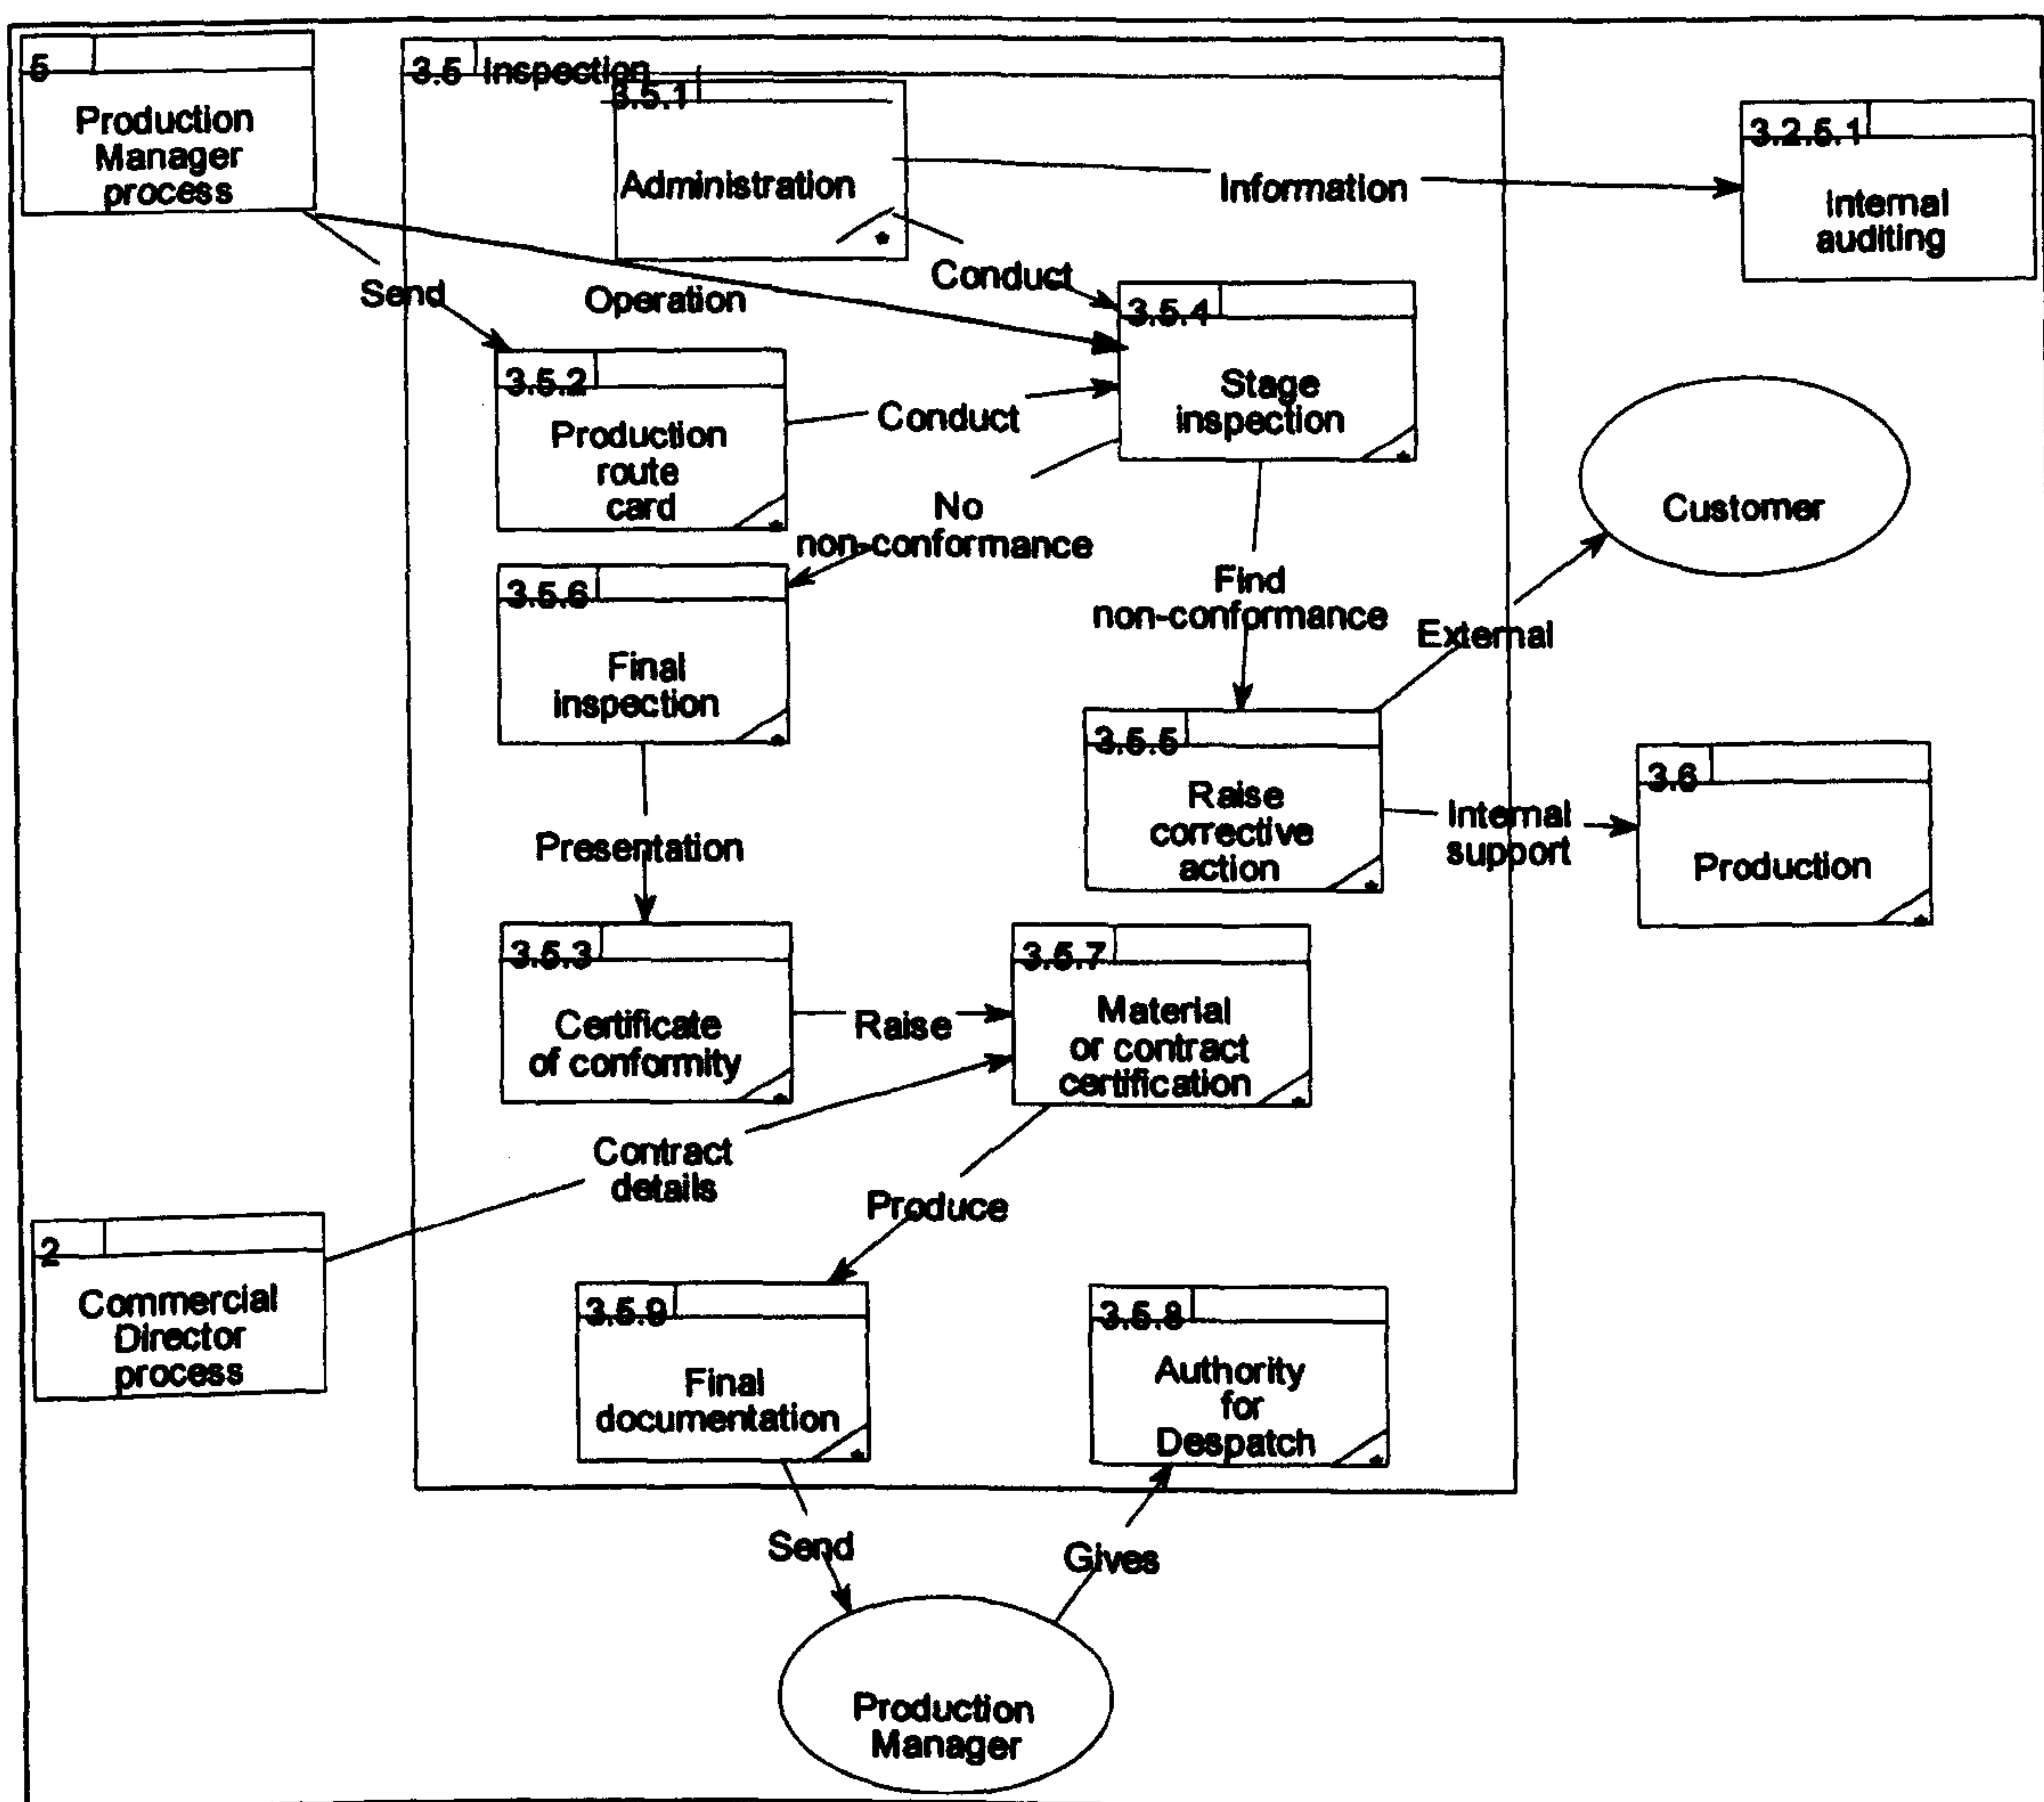 5
Production
Manager
process
3.5 Inspection
3.5.1
Administration
*
Information
3.2.5.1
Internal
auditing
Send
Operation
Conduct
3.5.4
Stage
inspection
*
3.5.2
Production
route
card
*
Conduct
Customer
No
non-conformance
3.5.6
Final
inspection
*
Find
non-conformance
External
3.5.5
Raise
corrective
action
*
Internal
support
3.6
Production
*
Presentation
3.5.3
Certificate
of conformity
*
Raise
3.5.7
Material
or contract
certification
*
Contract
details
2
Commercial
Director
process
Produce
3.5.9
Final
documentation
*
3.5.8
Authority
for
Despatch
*
Send
Gives
Production
Manager